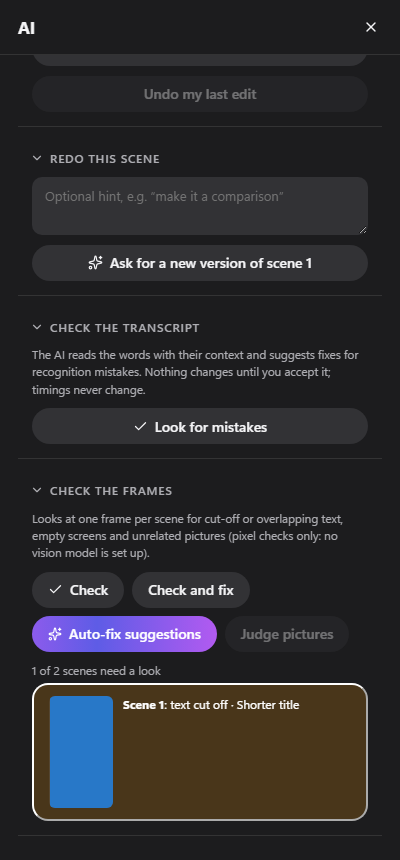 AI
Undo my last edit
REDO THIS SCENE
Optional hint, e.g. "make it a comparison"
Ask for a new version of scene 1
CHECK THE TRANSCRIPT
The AI reads the words with their context and suggests fixes for
recognition mistakes. Nothing changes until you accept it;
timings never change.
Look for mistakes
CHECK THE FRAMES
Looks at one frame per scene for cut-off or overlapping text,
empty screens and unrelated pictures (pixel checks only: no
vision model is set up).
Check
Check and fix
Auto-fix suggestions
Judge pictures
1 of 2 scenes need a look
Scene 1: text cut off · Shorter title